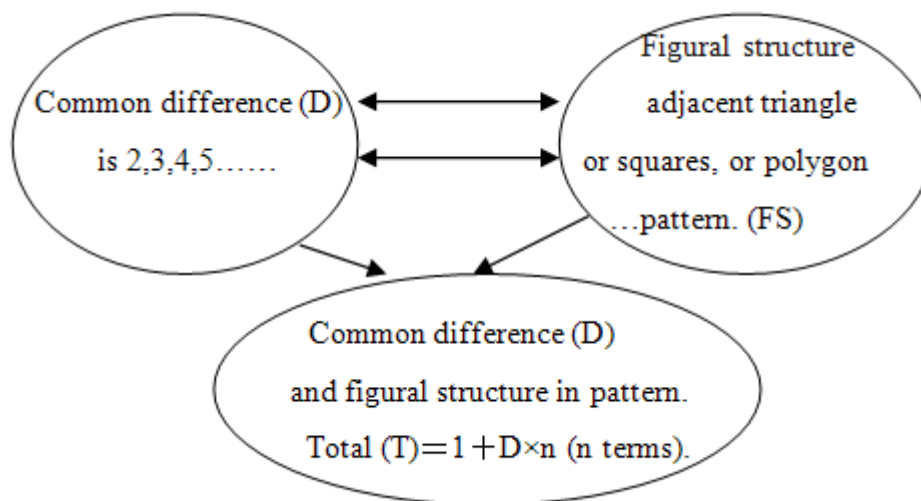 Common difference (D)
is 2,3,4,5……
Figural structure
adjacent triangle
or squares, or polygon
…pattern. (FS)
Common difference (D)
and figural structure in pattern.
Total (T)＝1＋D×n (n terms).